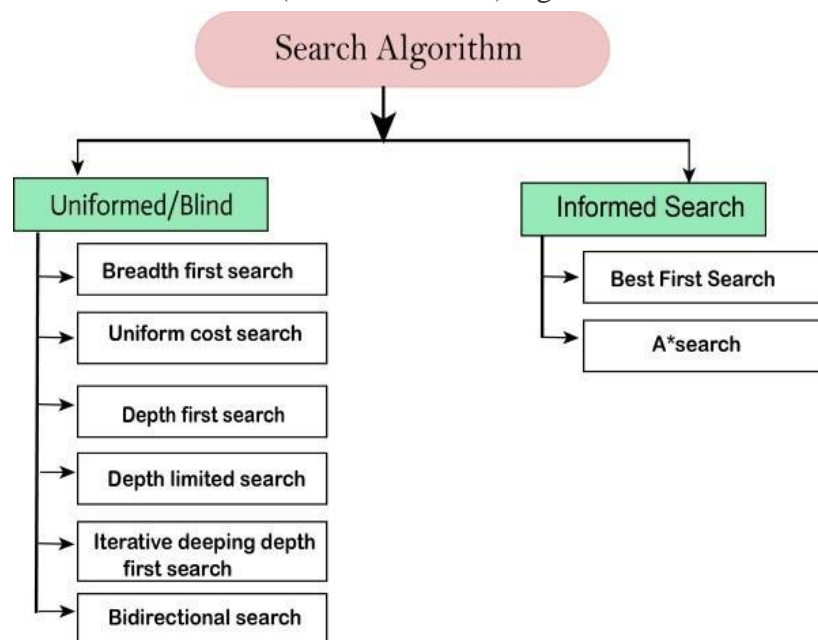 Search Algorithm
Uniformed/Blind
Breadth first search
Uniform cost search
Depth first search
Depth limited search
Iterative deeping depth
first search
Bidirectional search
Informed Search
Best First Search
A*search